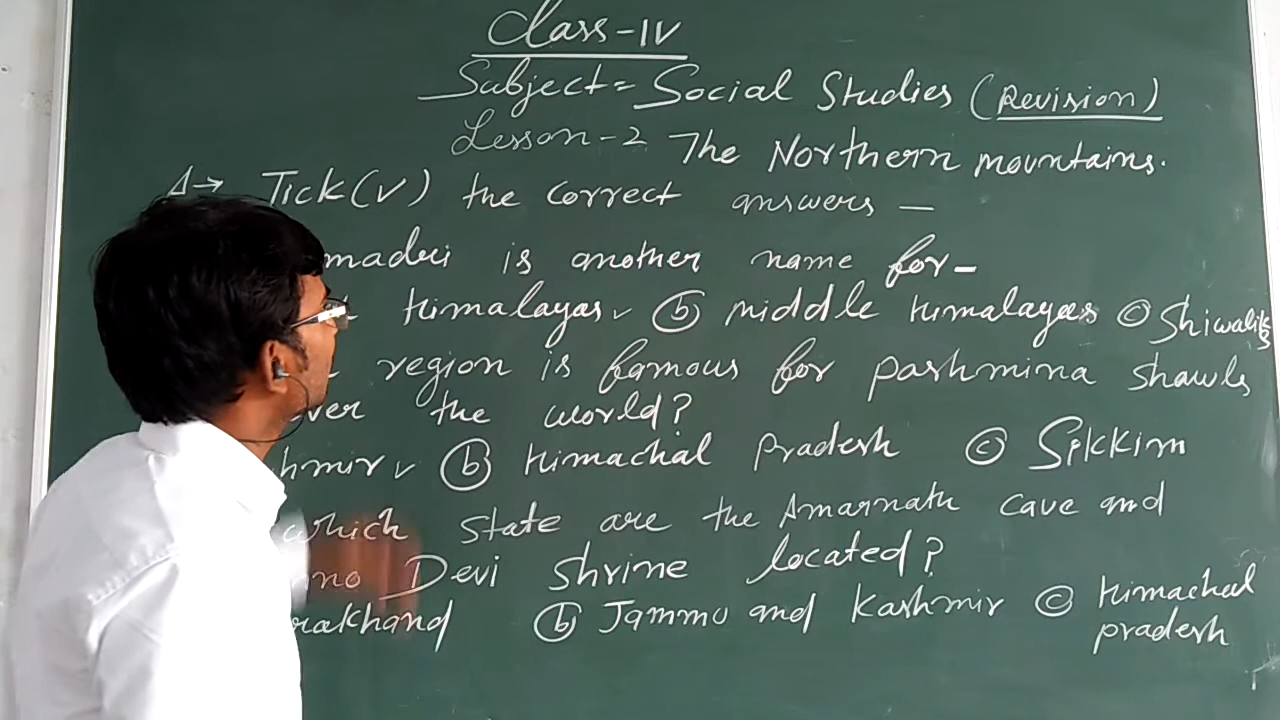 Class-IV
Subject= Social Studies (Revision)
Lesson-2 The Northern mountains.
A→ Tick(✓) the correct answers —
madri is another name for-
Himalayas ✓ (b) middle Himalayas (c) Shiwaliks
region is famous for pashmina shawls
over the world?
hmir ✓ (b) Himachal Pradesh (c) Sikkim
which state are the Amarnath cave and
no Devi shrine located?
rakhand (b) Jammu and Kashmir (c) Himachal
pradesh